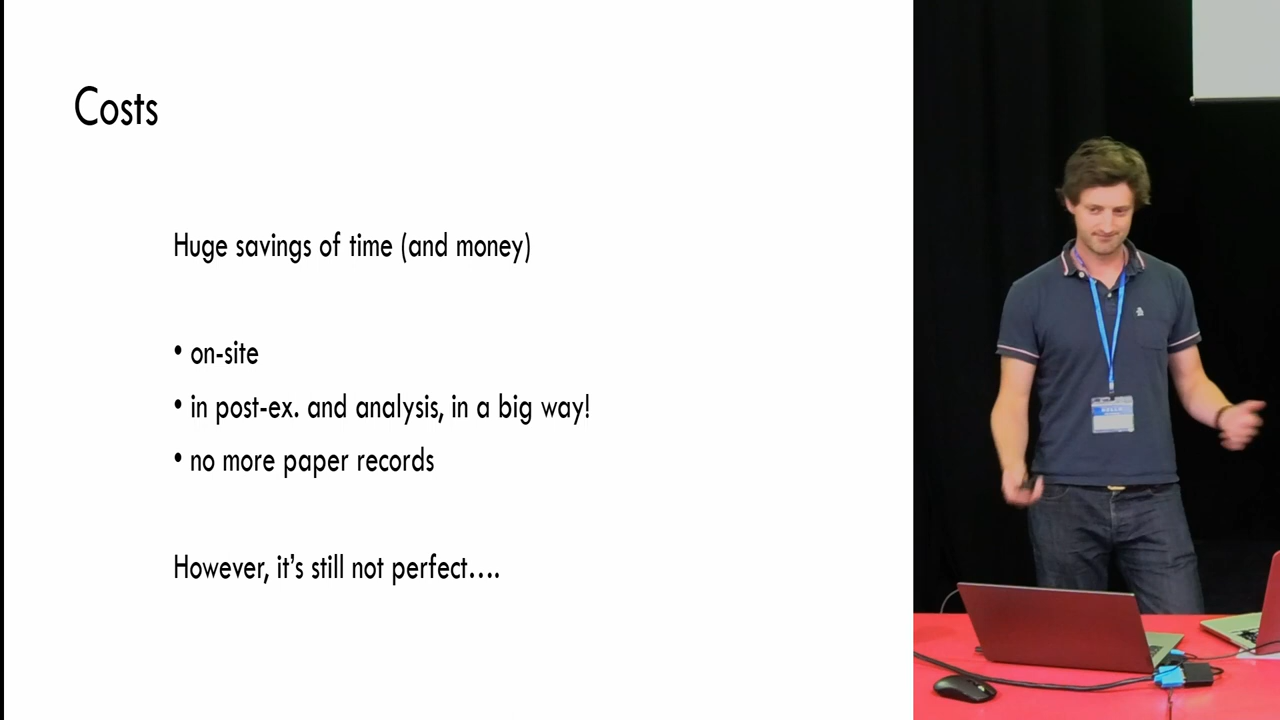 Costs
Huge savings of time (and money)
• on-site
• in post-ex. and analysis, in a big way!
• no more paper records
However, it's still not perfect....